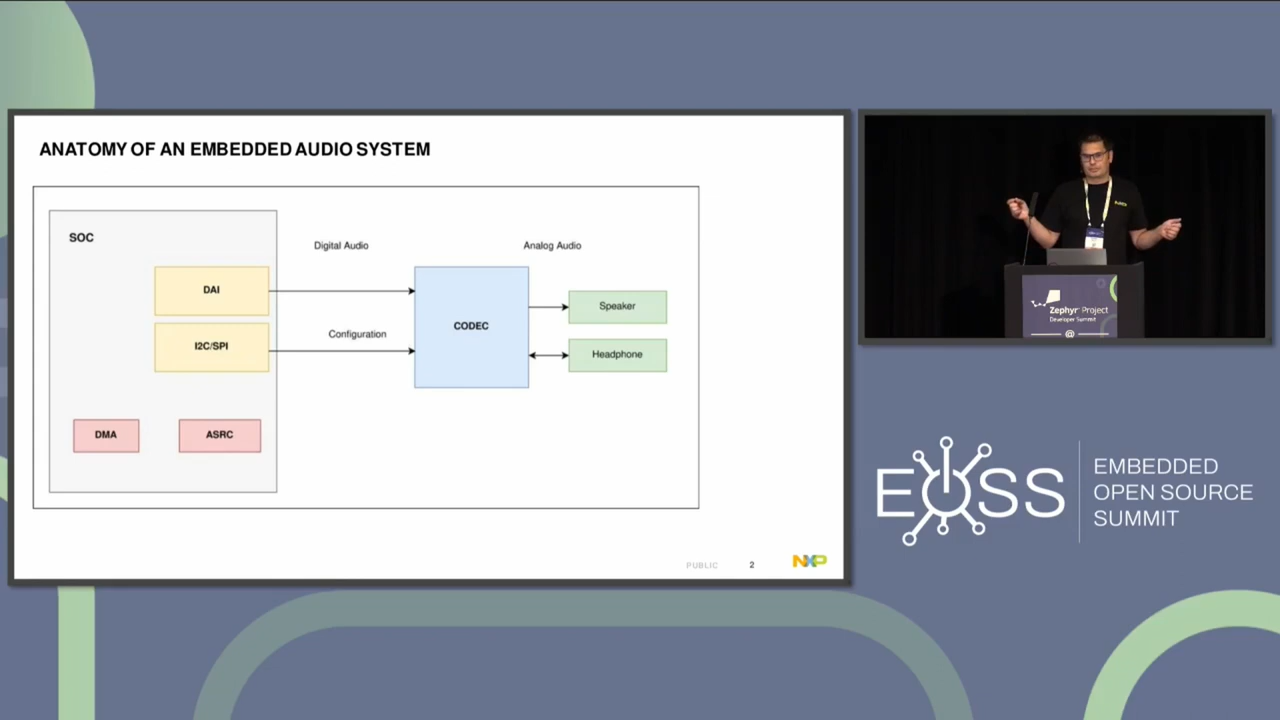 ANATOMY OF AN EMBEDDED AUDIO SYSTEM
SOC
Digital Audio
Analog Audio
DAI
Speaker
CODEC
Configuration
I2C/SPI
Headphone
DMA
ASRC
PUBLIC
2
NXP
Zephyr Project
Developer Summit
EOSS
EMBEDDED
OPEN SOURCE
SUMMIT